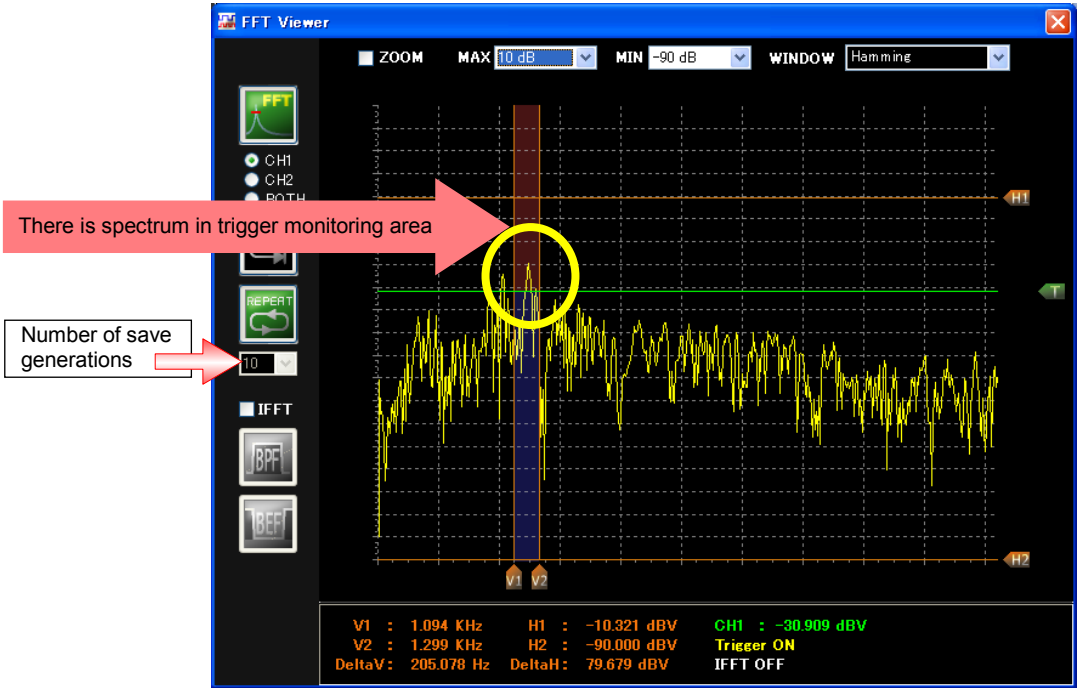 FFT Viewer
ZOOM MAX 10 dB MIN -90 dB WINDOW Hamming
FFT
CH1
CH2
BOTH
H1
There is spectrum in trigger monitoring area
T
REPEAT
Number of save
generations
10
IFFT
BPF
BEF
H2
V1 V2
V1 : 1.094 KHz H1 : -10.321 dBV CH1 : -30.909 dBV
V2 : 1.299 KHz H2 : -90.000 dBV Trigger ON
DeltaV: 205.078 Hz DeltaH: 79.679 dBV IFFT OFF